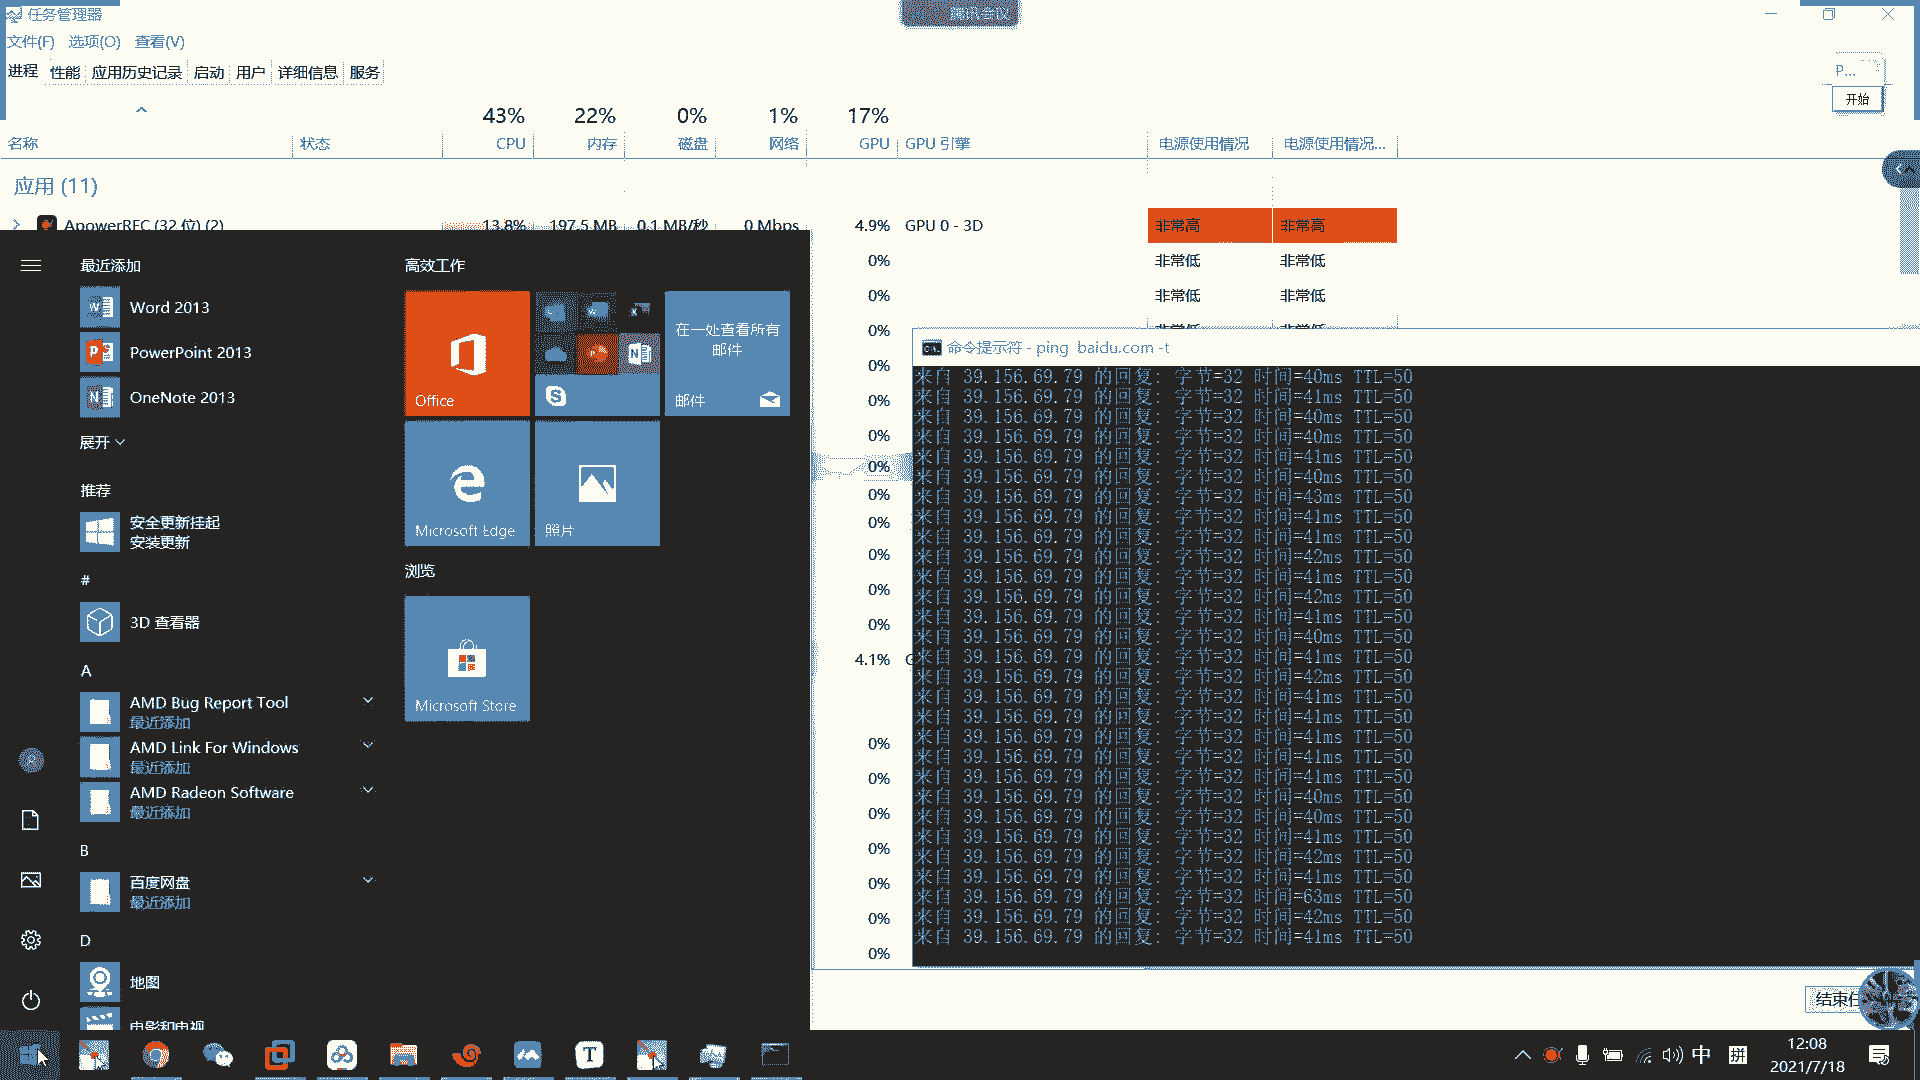 任务管理器
腾讯会议
文件(F) 选项(O) 查看(V)
进程 性能 应用历史记录 启动 用户 详细信息 服务
P...
开始
43% 22% 0% 1% 17%
名称 状态 CPU 内存 磁盘 网络 GPU GPU 引擎 电源使用情况 电源使用情况...
应用 (11)
ApowerREC (32 位) (2) 13.8% 197.5 MB 0.1 MB/秒 0 Mbps 4.9% GPU 0 - 3D 非常高 非常高
0% 非常低 非常低
0% 非常低 非常低
0% 非常低 非常低
0%
0%
0%
0%
0%
0%
0%
0%
0%
4.1%
0%
0%
0%
0%
0%
0%
0%
最近添加
Word 2013
PowerPoint 2013
OneNote 2013
展开
推荐
安全更新挂起
安装更新
#
3D 查看器
A
AMD Bug Report Tool
最近添加
AMD Link For Windows
最近添加
AMD Radeon Software
最近添加
B
百度网盘
最近添加
D
地图
电影和电视
高效工作
Office
在一处查看所有
邮件
邮件
Microsoft Edge
照片
浏览
Microsoft Store
命令提示符 - ping baidu.com -t
来自 39.156.69.79 的回复: 字节=32 时间=40ms TTL=50
来自 39.156.69.79 的回复: 字节=32 时间=41ms TTL=50
来自 39.156.69.79 的回复: 字节=32 时间=40ms TTL=50
来自 39.156.69.79 的回复: 字节=32 时间=40ms TTL=50
来自 39.156.69.79 的回复: 字节=32 时间=41ms TTL=50
来自 39.156.69.79 的回复: 字节=32 时间=40ms TTL=50
来自 39.156.69.79 的回复: 字节=32 时间=43ms TTL=50
来自 39.156.69.79 的回复: 字节=32 时间=41ms TTL=50
来自 39.156.69.79 的回复: 字节=32 时间=41ms TTL=50
来自 39.156.69.79 的回复: 字节=32 时间=42ms TTL=50
来自 39.156.69.79 的回复: 字节=32 时间=41ms TTL=50
来自 39.156.69.79 的回复: 字节=32 时间=42ms TTL=50
来自 39.156.69.79 的回复: 字节=32 时间=41ms TTL=50
来自 39.156.69.79 的回复: 字节=32 时间=40ms TTL=50
来自 39.156.69.79 的回复: 字节=32 时间=41ms TTL=50
来自 39.156.69.79 的回复: 字节=32 时间=42ms TTL=50
来自 39.156.69.79 的回复: 字节=32 时间=41ms TTL=50
来自 39.156.69.79 的回复: 字节=32 时间=41ms TTL=50
来自 39.156.69.79 的回复: 字节=32 时间=41ms TTL=50
来自 39.156.69.79 的回复: 字节=32 时间=41ms TTL=50
来自 39.156.69.79 的回复: 字节=32 时间=41ms TTL=50
来自 39.156.69.79 的回复: 字节=32 时间=40ms TTL=50
来自 39.156.69.79 的回复: 字节=32 时间=40ms TTL=50
来自 39.156.69.79 的回复: 字节=32 时间=41ms TTL=50
来自 39.156.69.79 的回复: 字节=32 时间=42ms TTL=50
来自 39.156.69.79 的回复: 字节=32 时间=41ms TTL=50
来自 39.156.69.79 的回复: 字节=32 时间=63ms TTL=50
来自 39.156.69.79 的回复: 字节=32 时间=42ms TTL=50
来自 39.156.69.79 的回复: 字节=32 时间=41ms TTL=50
结束任
中 拼
12:08
2021/7/18